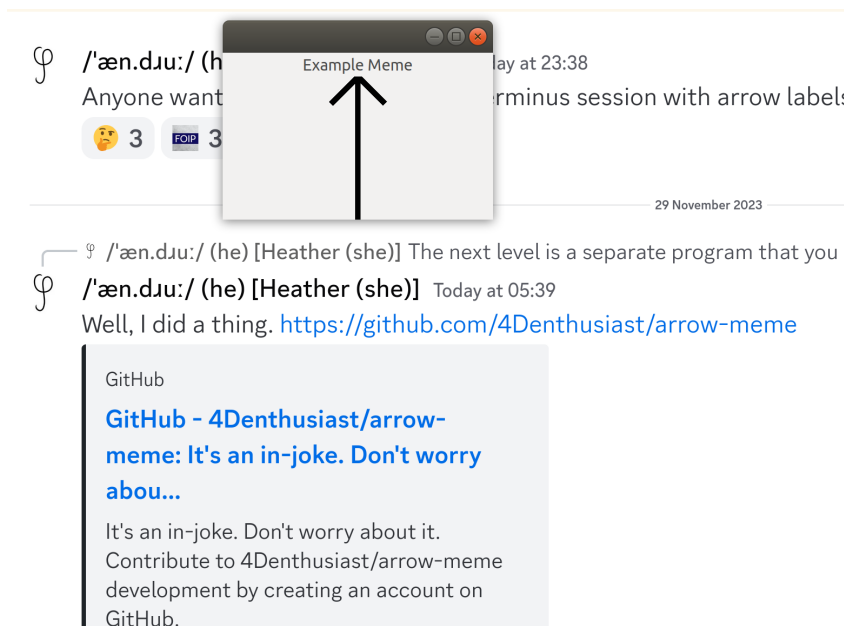 /ˈæn.dɹuː/ (h
Example Meme
day at 23:38
Anyone want
erminus session with arrow labels
3
FOIP
3
29 November 2023
/ˈæn.dɹuː/ (he) [Heather (she)] The next level is a separate program that you
/ˈæn.dɹuː/ (he) [Heather (she)] Today at 05:39
Well, I did a thing. https://github.com/4Denthusiast/arrow-meme
GitHub
GitHub - 4Denthusiast/arrow-
meme: It's an in-joke. Don't worry
abou...
It's an in-joke. Don't worry about it.
Contribute to 4Denthusiast/arrow-meme
development by creating an account on
GitHub.